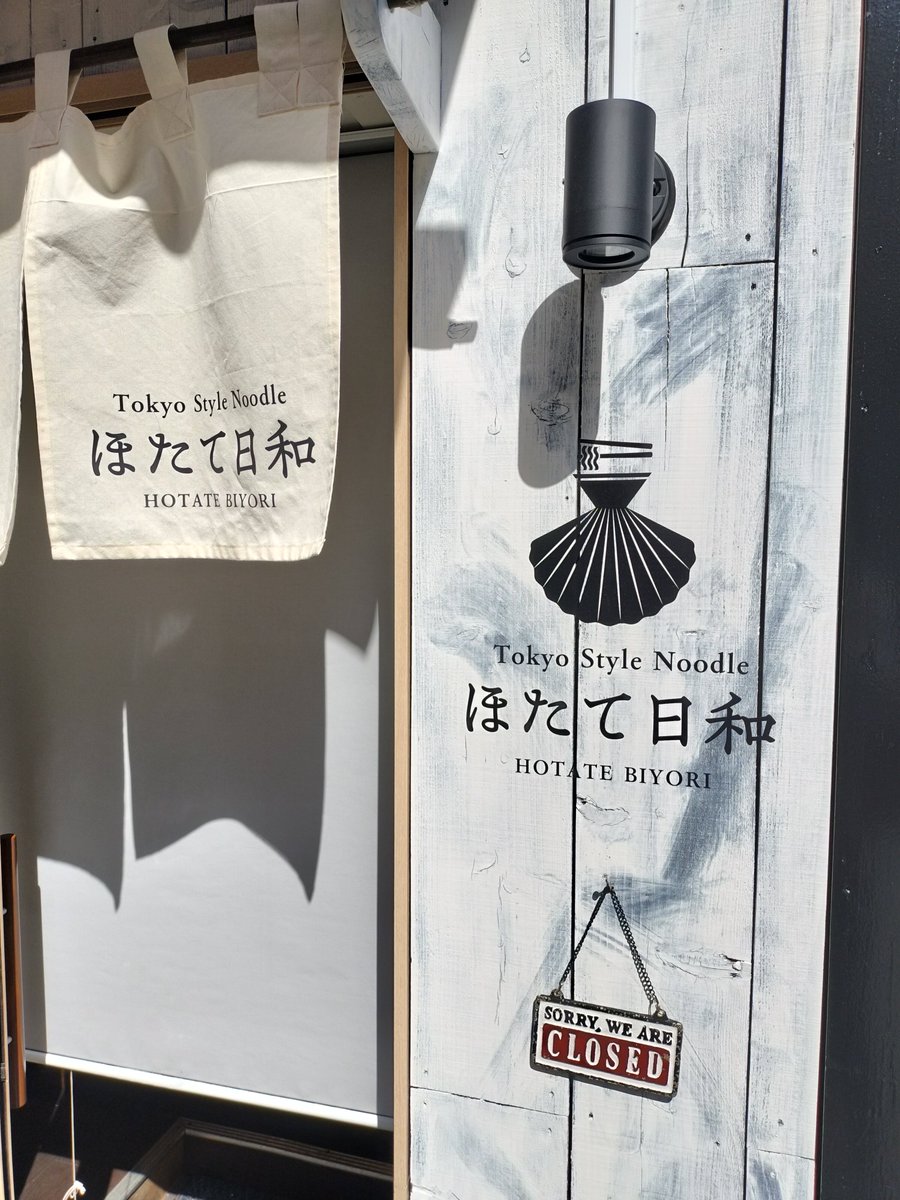 Tokyo Style Noodle
ほたて日和
HOTATE BIYORI
Tokyo Style Noodle
ほたて日和
HOTATE BIYORI
SORRY, WE ARE
CLOSED